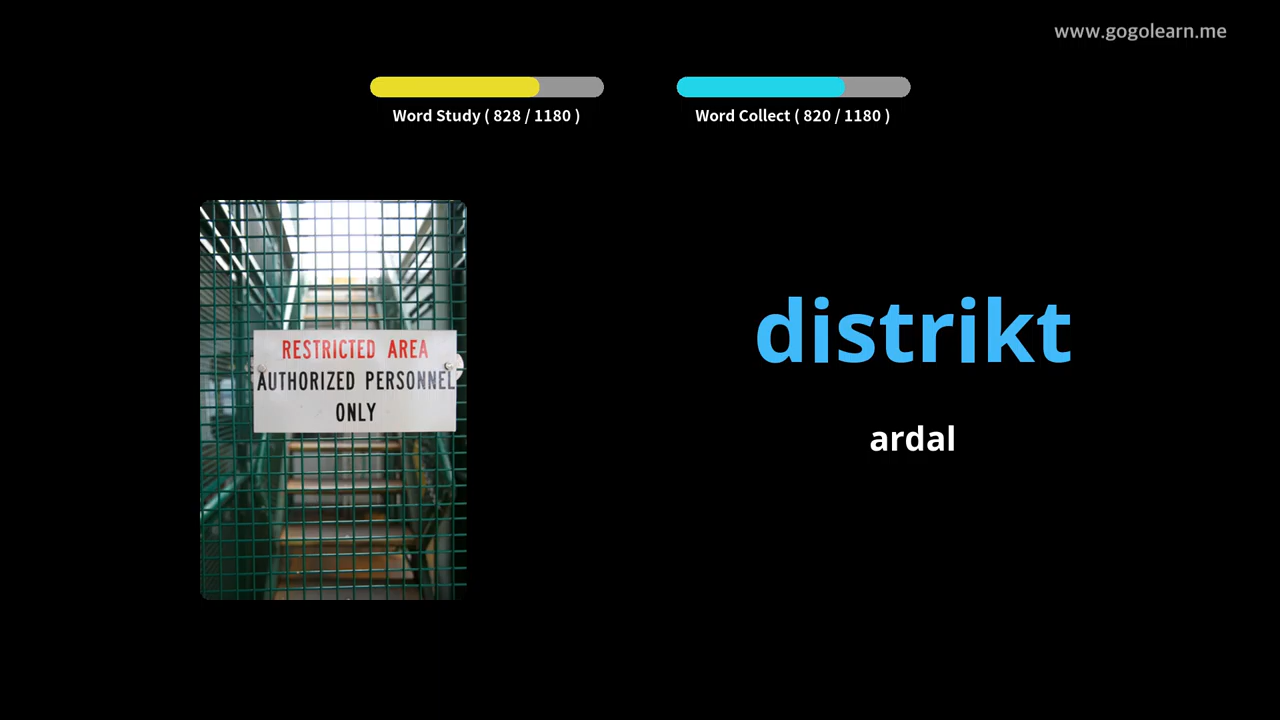 www.gogolearn.me
Word Study ( 828 / 1180 )
Word Collect ( 820 / 1180 )
RESTRICTED AREA
AUTHORIZED PERSONNEL
ONLY
distrikt
ardal